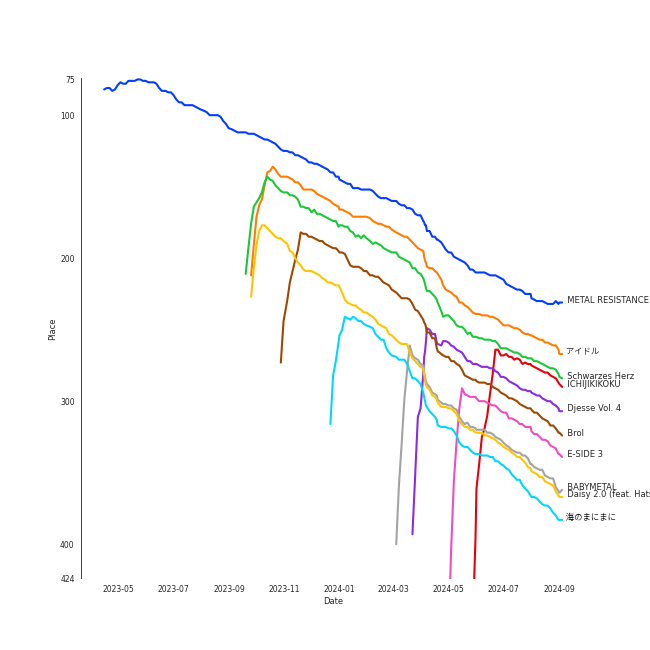 75
100
200
300
400
424
Place
2023-05
2023-07
2023-09
2023-11
2024-01
2024-03
2024-05
2024-07
2024-09
Date
METAL RESISTANCE
アイドル
Schwarzes Herz
ICHIJIKIKOKU
Djesse Vol. 4
Brol
E-SIDE 3
BABYMETAL
Daisy 2.0 (feat. Hats
海のまにまに